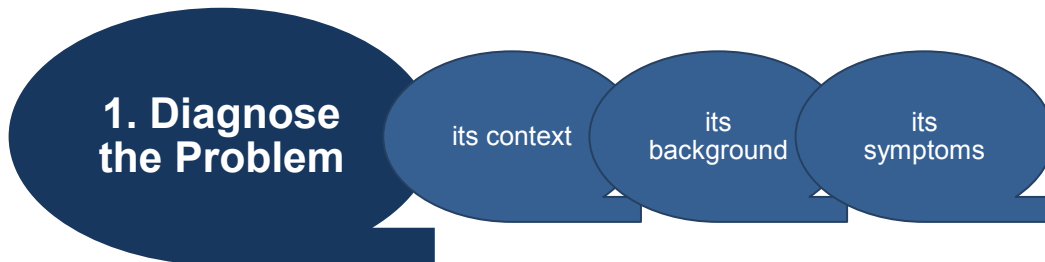 1. Diagnose
the Problem
its context
its
background
its
symptoms